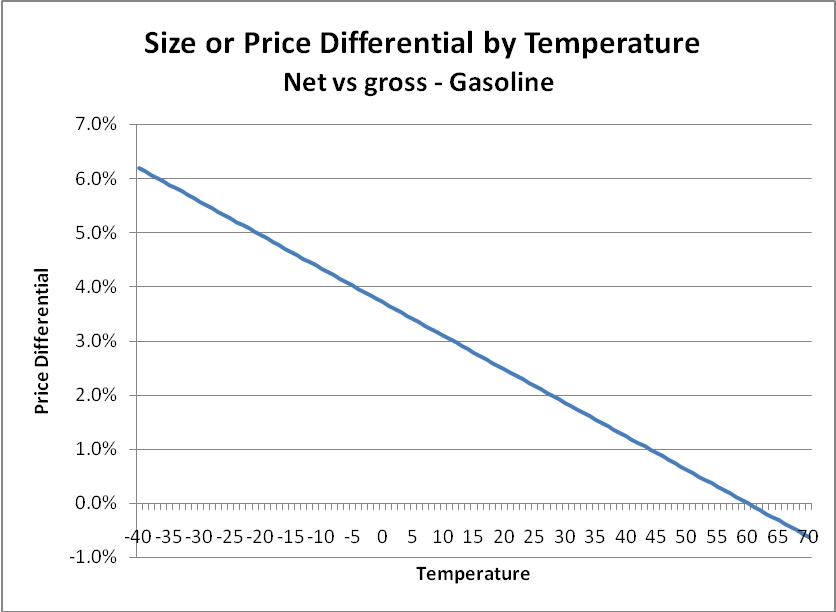 Size or Price Differential by Temperature
Net vs gross - Gasoline
7.0%
6.0%
5.0%
4.0%
3.0%
2.0%
1.0%
0.0%
-1.0%
Price Differential
-40 -35 -30 -25 -20 -15 -10 -5 0 5 10 15 20 25 30 35 40 45 50 55 60 65 70
Temperature